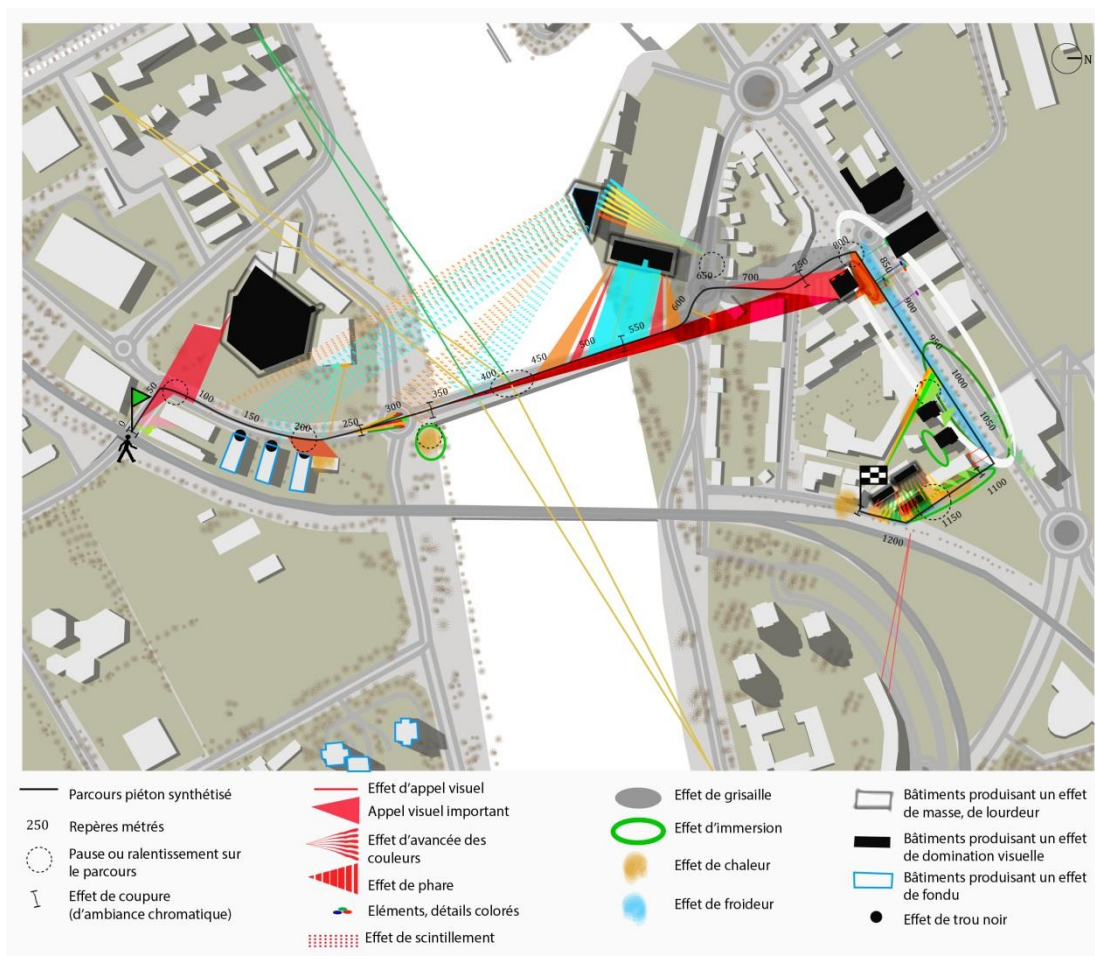 N
0
50
100
150
200
250
300
350
400
450
500
550
600
650
700
250
800
850
900
950
1000
1050
1100
1150
1200
Parcours piéton synthétisé
250
Repères métrés
Pause ou ralentissement sur
le parcours
Effet de coupure
(d'ambiance chromatique)
Effet d'appel visuel
Appel visuel important
Effet d'avancée des
couleurs
Effet de phare
Eléments, détails colorés
Effet de scintillement
Effet de grisaille
Effet d'immersion
Effet de chaleur
Effet de froideur
Bâtiments produisant un effet
de masse, de lourdeur
Bâtiments produisant un effet
de domination visuelle
Bâtiments produisant un effet
de fondu
Effet de trou noir